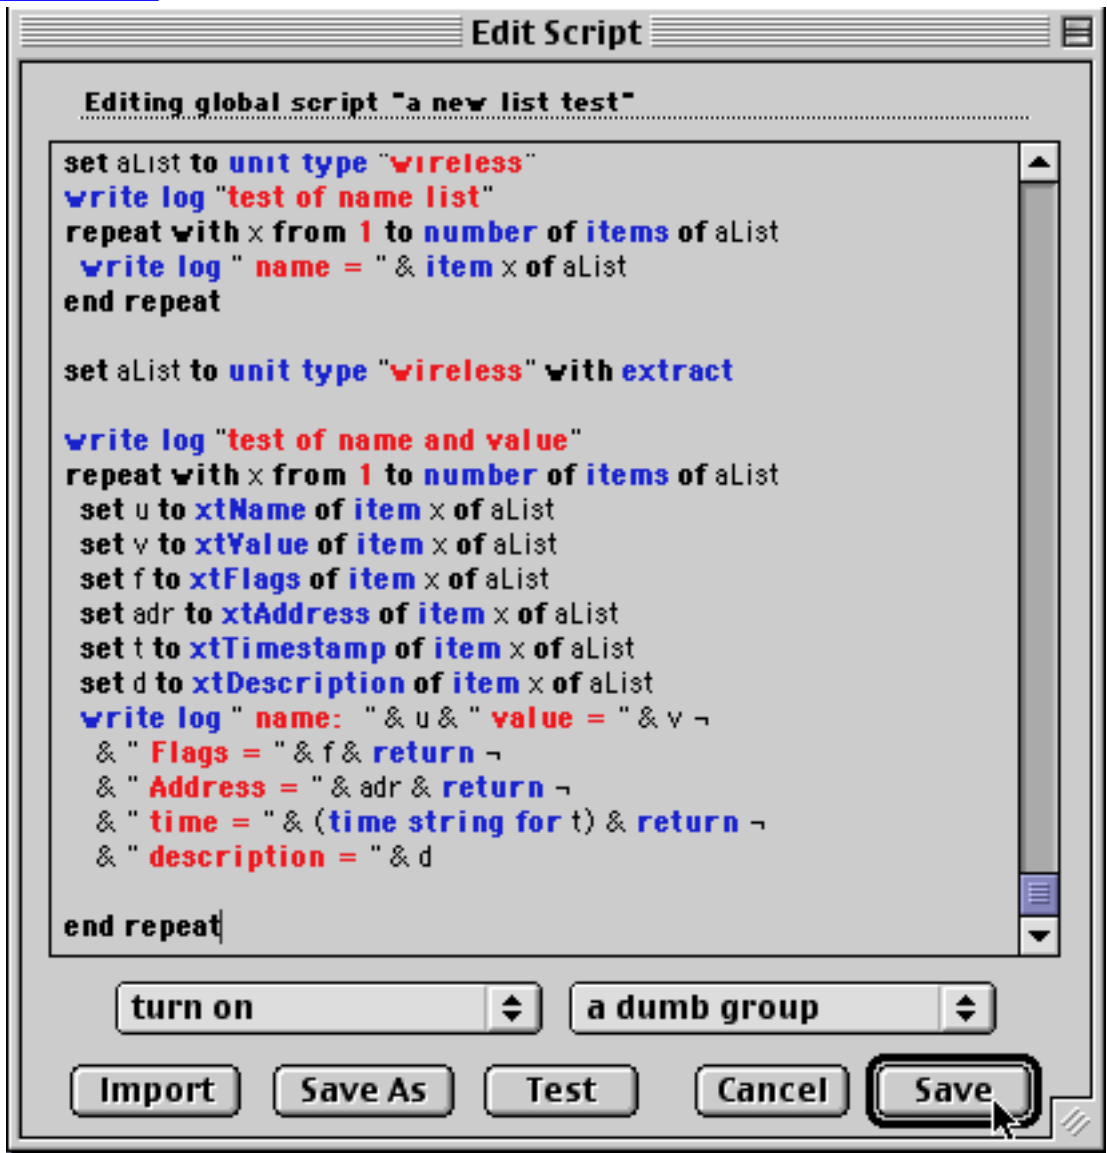 Edit Script
Editing global script "a new list test"
set aList to unit type "wireless"
write log "test of name list"
repeat with x from 1 to number of items of aList
write log " name = " & item x of aList
end repeat
set aList to unit type "wireless" with extract
write log "test of name and value"
repeat with x from 1 to number of items of aList
set u to xtName of item x of aList
set v to xtValue of item x of aList
set f to xtFlags of item x of aList
set adr to xtAddress of item x of aList
set t to xtTimestamp of item x of aList
set d to xtDescription of item x of aList
write log " name:  " & u & " value = " & v ¬
& " Flags = " & f & return ¬
& " Address = " & adr & return ¬
& " time = " & (time string for t) & return ¬
& " description = " & d
end repeat
turn on a dumb group
Import Save As Test Cancel Save